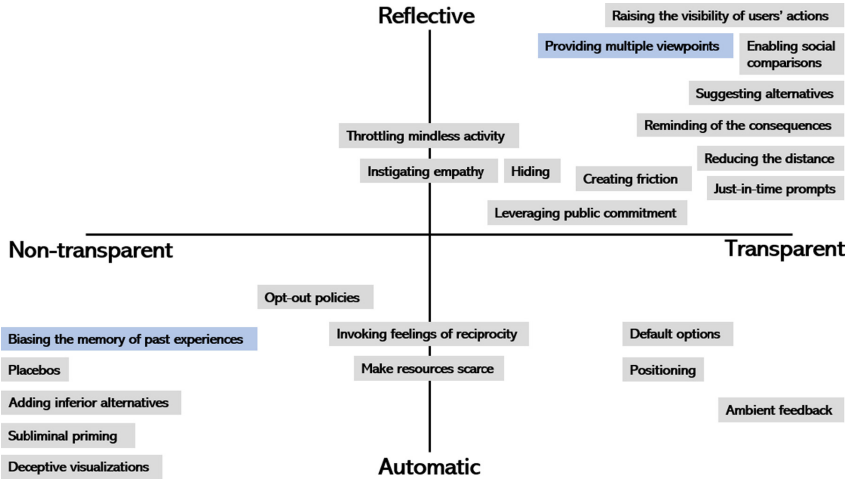 Reflective
Raising the visibility of users' actions
Providing multiple viewpoints
Enabling social
comparisons
Suggesting alternatives
Reminding of the consequences
Throttling mindless activity
Reducing the distance
Instigating empathy
Hiding
Creating friction
Just-in-time prompts
Leveraging public commitment
Non-transparent
Transparent
Opt-out policies
Biasing the memory of past experiences
Invoking feelings of reciprocity
Default options
Placebos
Make resources scarce
Positioning
Adding inferior alternatives
Ambient feedback
Subliminal priming
Deceptive visualizations
Automatic